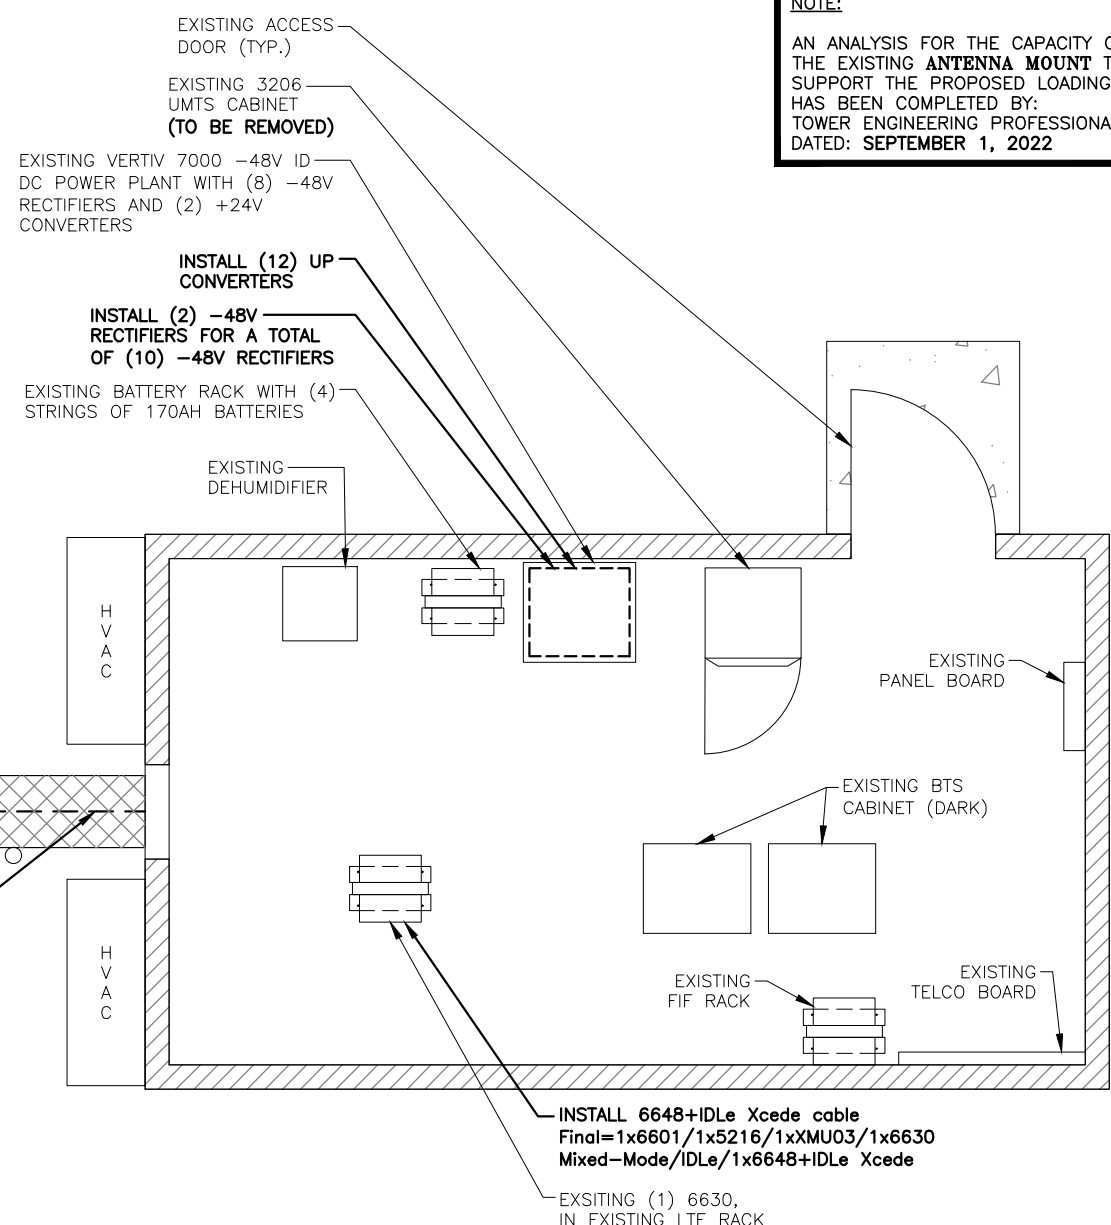 NOTE:
AN ANALYSIS FOR THE CAPACITY
THE EXISTING ANTENNA MOUNT
SUPPORT THE PROPOSED LOADING
HAS BEEN COMPLETED BY:
TOWER ENGINEERING
DATED: SEPTEMBER 1, 2022
EXISTING ACCESS
DOOR (TYP.)
EXISTING 3206
UMTS CABINET
(TO BE REMOVED)
EXISTING VERTIV 7000 -48V ID
DC POWER PLANT WITH (8) -48V
RECTIFIERS AND (2) +24V
CONVERTERS
INSTALL (12) UP
CONVERTERS
INSTALL (2) -48V
RECTIFIERS FOR A TOTAL
OF (10) -48V RECTIFIERS
EXISTING BATTERY RACK WITH (4)
STRINGS OF 170AH BATTERIES
EXISTING
DEHUMIDIFIER
HVAC
EXISTING
PANEL BOARD
EXISTING BTS
CABINET (DARK)
HVAC
EXISTING
FIF RACK
EXISTING
TELCO BOARD
INSTALL 6648+IDLe Xcede cable
Final=1x6601/1x5216/1xXMU03/1x6630
Mixed-Mode/IDLe/1x6648+IDLe Xcede
EXSITING (1) 6630,
IN EXISTING LTE RACK